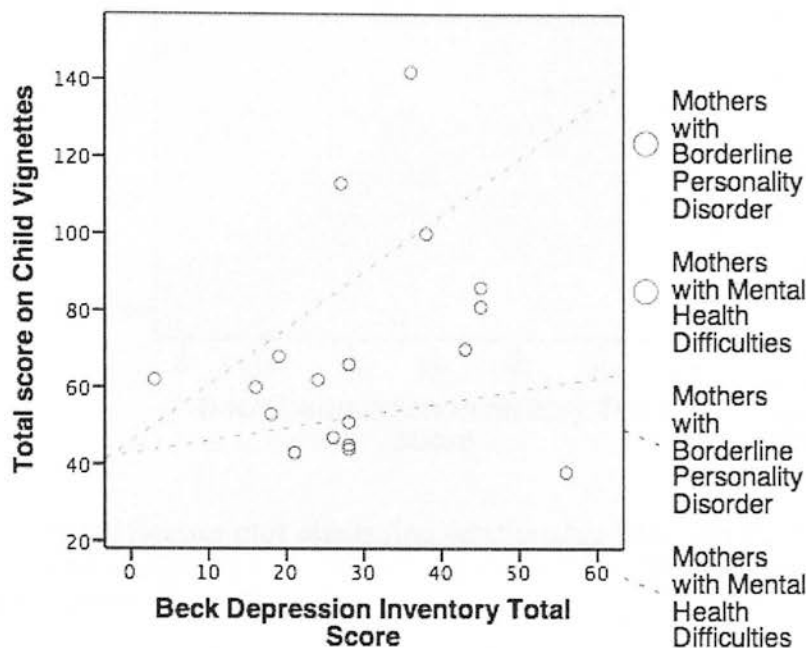 Total score on Child Vignettes
140
120
100
80
60
40
20
0
10
20
30
40
50
60
Beck Depression Inventory Total
Score
Mothers
with
Borderline
Personality
Disorder
Mothers
with Mental
Health
Difficulties
Mothers
with
Borderline
Personality
Disorder
Mothers
with Mental
Health
Difficulties